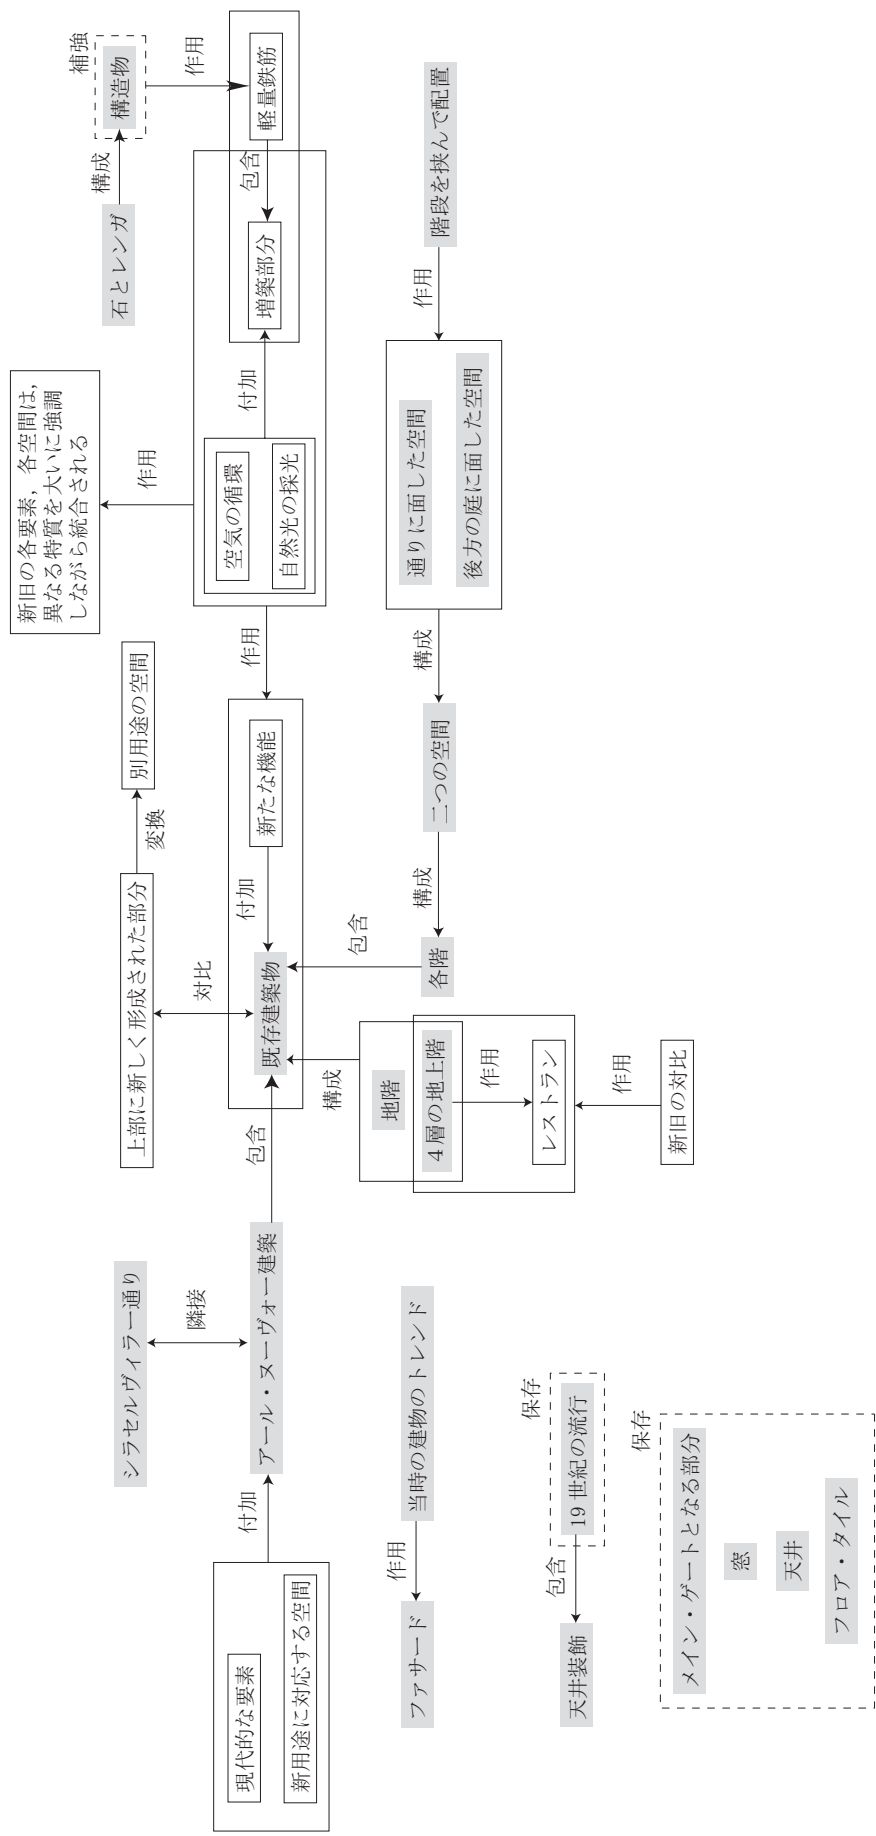 新旧の各要素，各空間は，
異なる特質を大いに強調
しながら統合される
補強
構造物
構成
石とレンガ
作用
作用
軽量鉄筋
包含
増築部分
付加
空気の循環
自然光の採光
作用
別用途の空間
変換
上部に新しく形成された部分
対比
新たな機能
付加
既存建築物
包含
シラセルヴィラー通り
隣接
アール・ヌーヴォー建築
付加
現代的な要素
新用途に対応する空間
階段を挟んで配置
作用
通りに面した空間
後方の庭に面した空間
構成
二つの空間
構成
各階
包含
構成
地階
4層の地上階
作用
レストラン
作用
新旧の対比
当時の建物のトレンド
作用
ファサード
保存
19世紀の流行
包含
天井装飾
保存
メイン・ゲートとなる部分
窓
天井
フロア・タイル